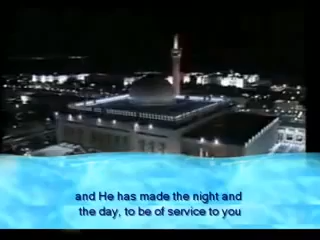 and He has made the night and
the day, to be of service to you